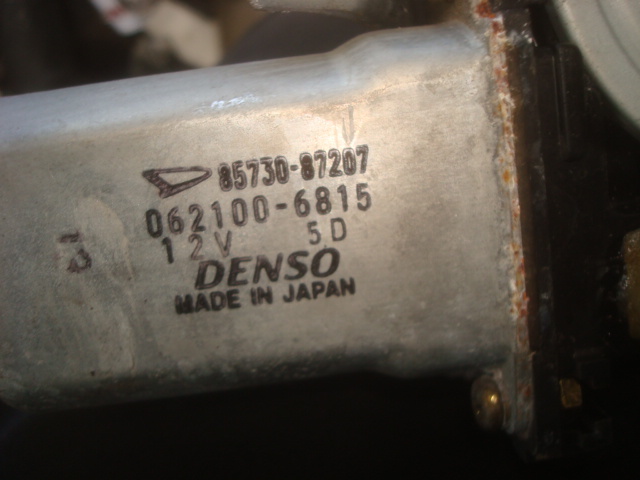 85730-87207
062100-6815
12V 5D
DENSO
MADE IN JAPAN